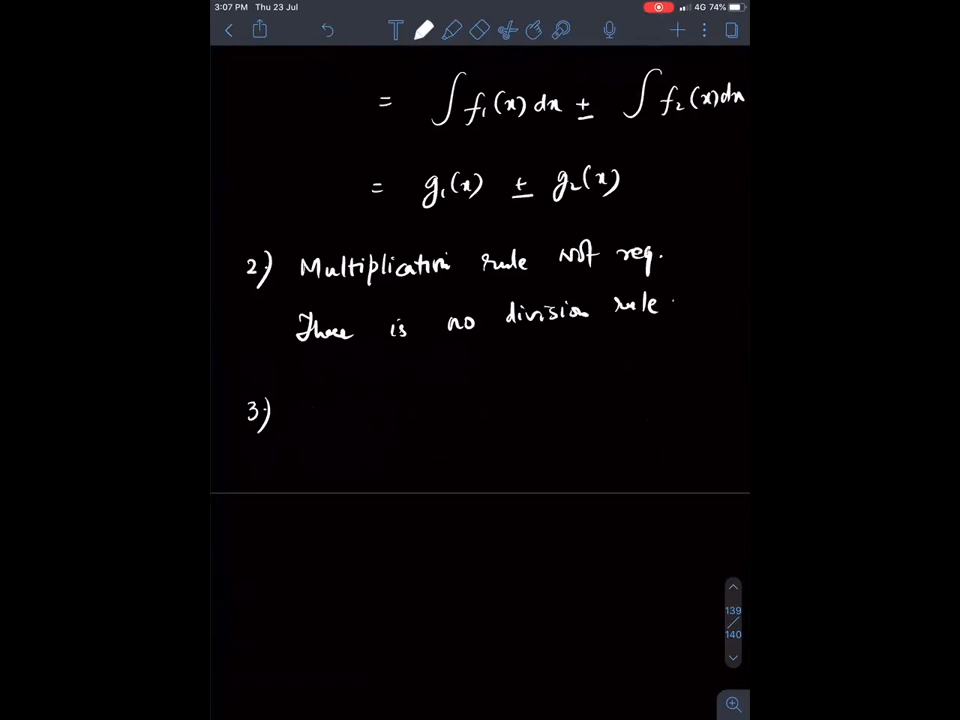 3:07 PM Thu 23 Jul 4G 74%
= ∫ f₁(x) dx ± ∫ f₂(x) dx
= g₁(x) ± g₂(x)
2) Multiplication rule not req.
There is no division rule.
3)
139
140